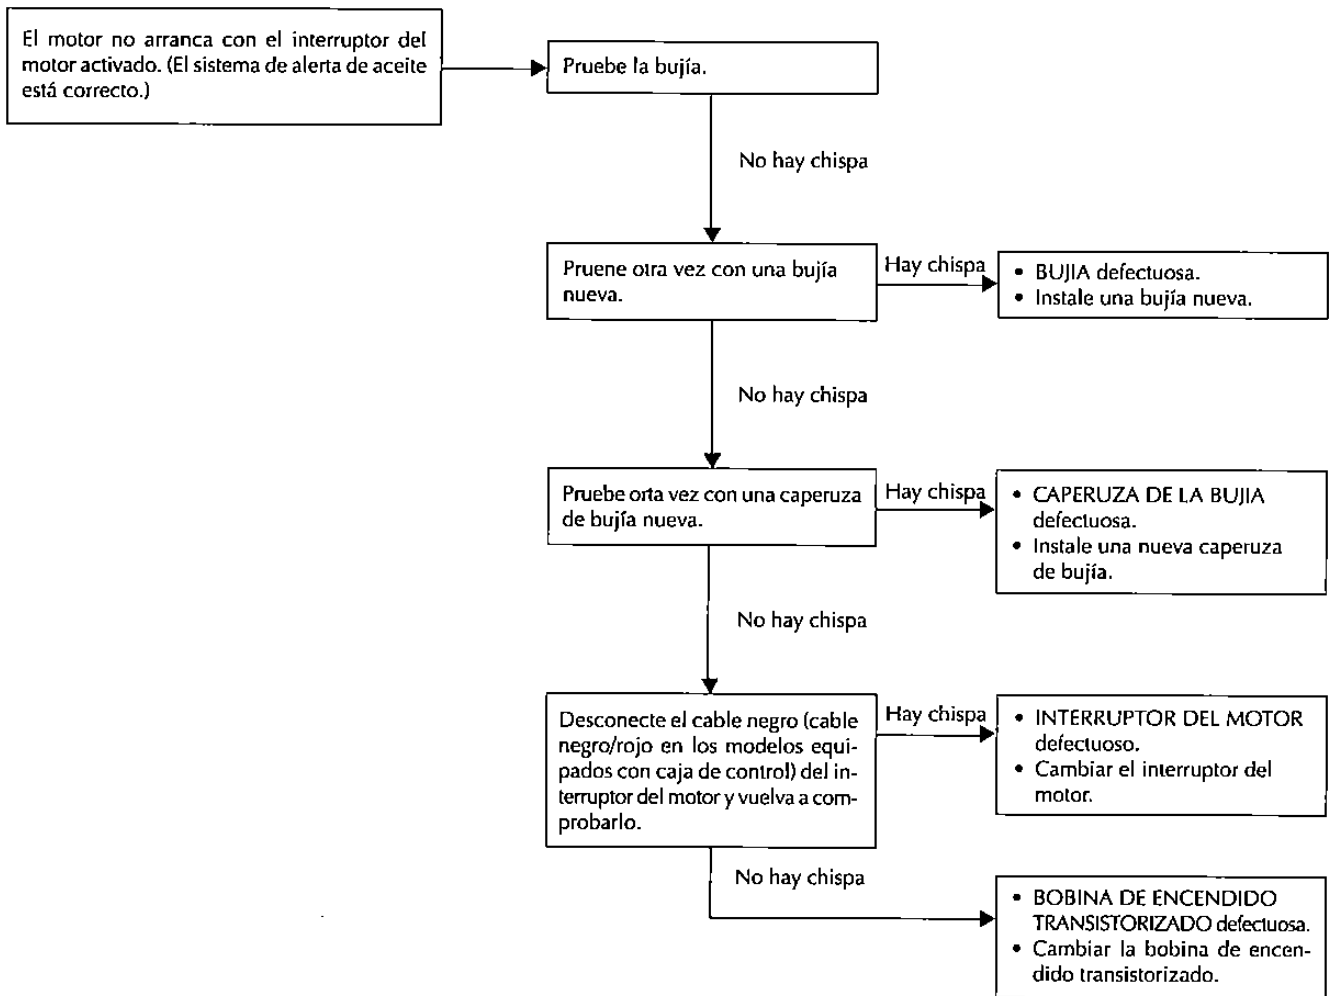 El motor no arranca con el interruptor del
motor activado. (El sistema de alerta de aceite
está correcto.)
Pruebe la bujía.
No hay chispa
Pruene otra vez con una bujía
nueva.
Hay chispa
• BUJIA defectuosa.
• Instale una bujía nueva.
No hay chispa
Pruebe orta vez con una caperuza
de bujía nueva.
Hay chispa
• CAPERUZA DE LA BUJIA
defectuosa.
• Instale una nueva caperuza
de bujía.
No hay chispa
Desconecte el cable negro (cable
negro/rojo en los modelos equi-
pados con caja de control) del in-
terruptor del motor y vuelva a com-
probarlo.
Hay chispa
• INTERRUPTOR DEL MOTOR
defectuoso.
• Cambiar el interruptor del
motor.
No hay chispa
• BOBINA DE ENCENDIDO
TRANSISTORIZADO defectuosa.
• Cambiar la bobina de encen-
dido transistorizado.